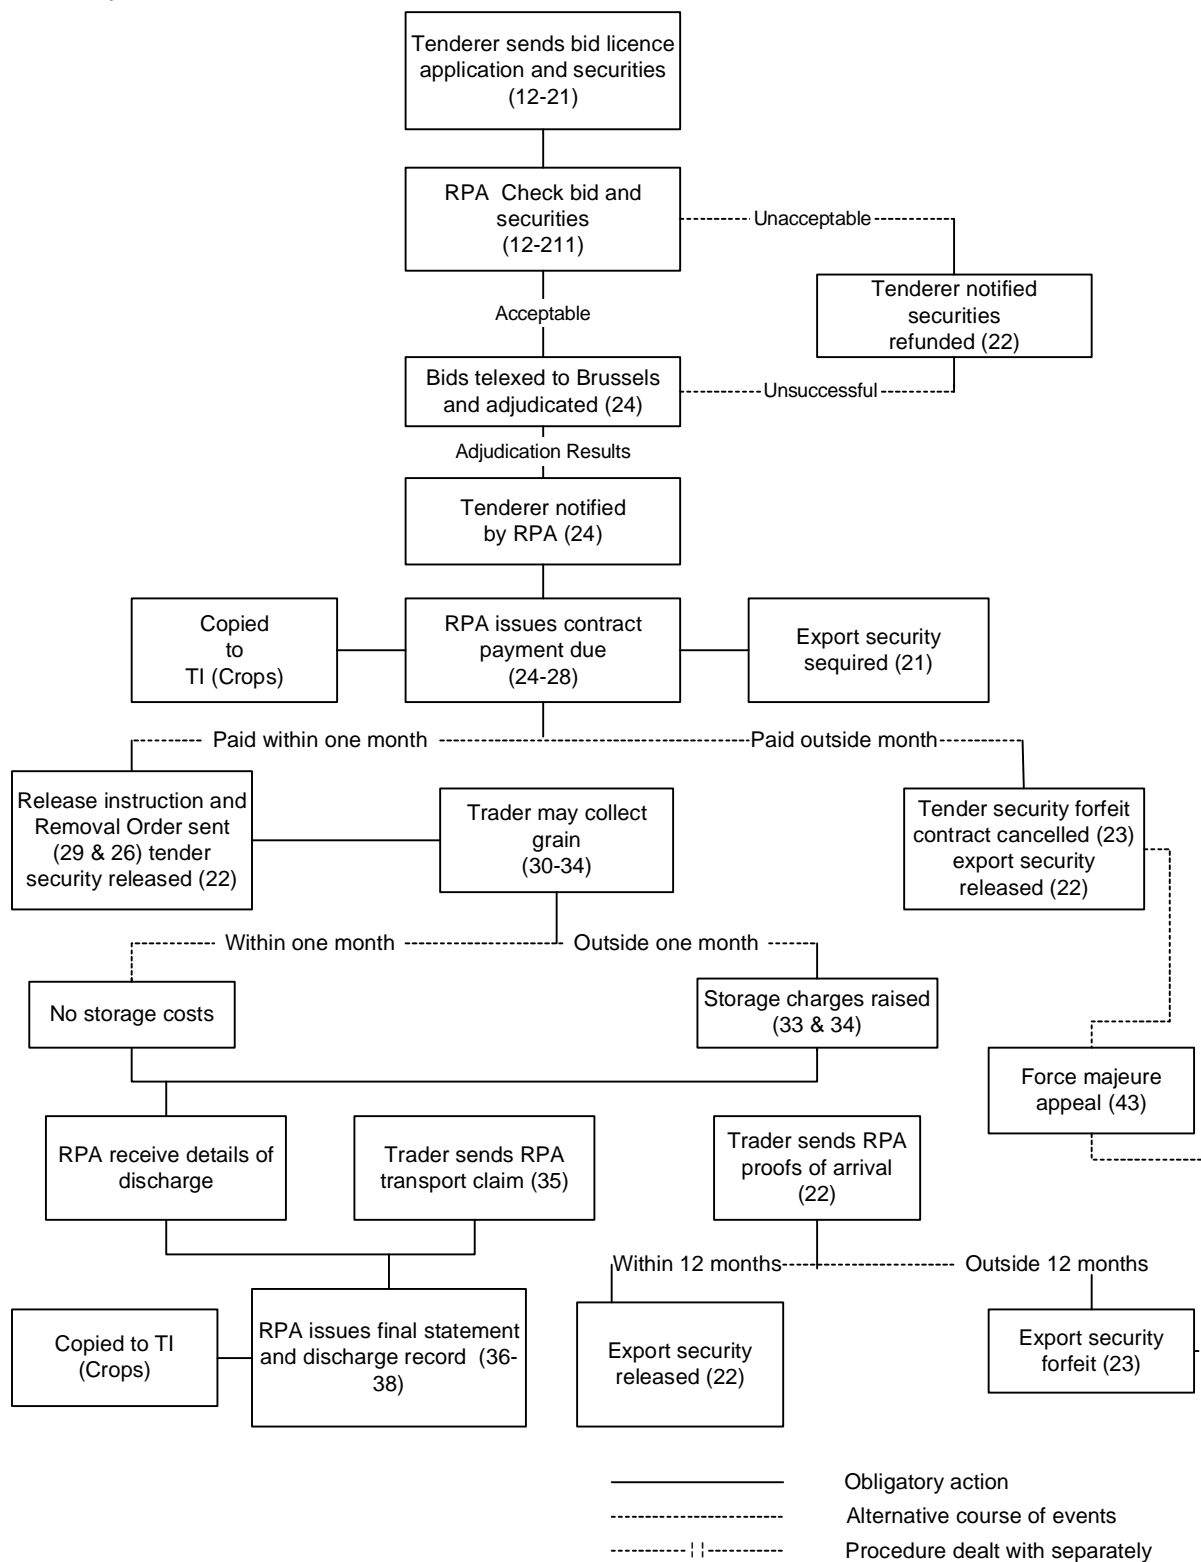 Tenderer sends bid licence
application and securities
(12-21)
RPA  Check bid and
securities
(12-211)
Unacceptable
Tenderer notified
securities
refunded (22)
Acceptable
Bids telexed to Brussels
and adjudicated (24)
Unsuccessful
Adjudication Results
Tenderer notified
by RPA (24)
Copied
to
TI (Crops)
RPA issues contract
payment due
(24-28)
Export security
sequired (21)
Paid within one month
Paid outside month
Release instruction and
Removal Order sent
(29 & 26) tender
security released (22)
Trader may collect
grain
(30-34)
Tender security forfeit
contract cancelled (23)
export security
released (22)
Within one month
Outside one month
No storage costs
Storage charges raised
(33 & 34)
Force majeure
appeal (43)
RPA receive details of
discharge
Trader sends RPA
transport claim (35)
Trader sends RPA
proofs of arrival
(22)
Within 12 months
Outside 12 months
Copied to TI
(Crops)
RPA issues final statement
and discharge record  (36-
38)
Export security
released (22)
Export security
forfeit (23)
Obligatory action
Alternative course of events
Procedure dealt with separately